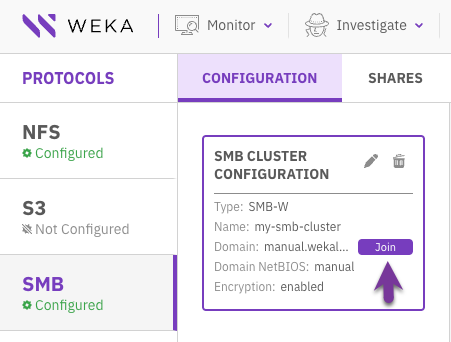 WEKA
Monitor
Investigate
PROTOCOLS
CONFIGURATION
SHARES
NFS
Configured
S3
Not Configured
SMB
Configured
SMB CLUSTER
CONFIGURATION
Type: SMB-W
Name: my-smb-cluster
Domain: manual.wekal... Join
Domain NetBIOS: manual
Encryption: enabled